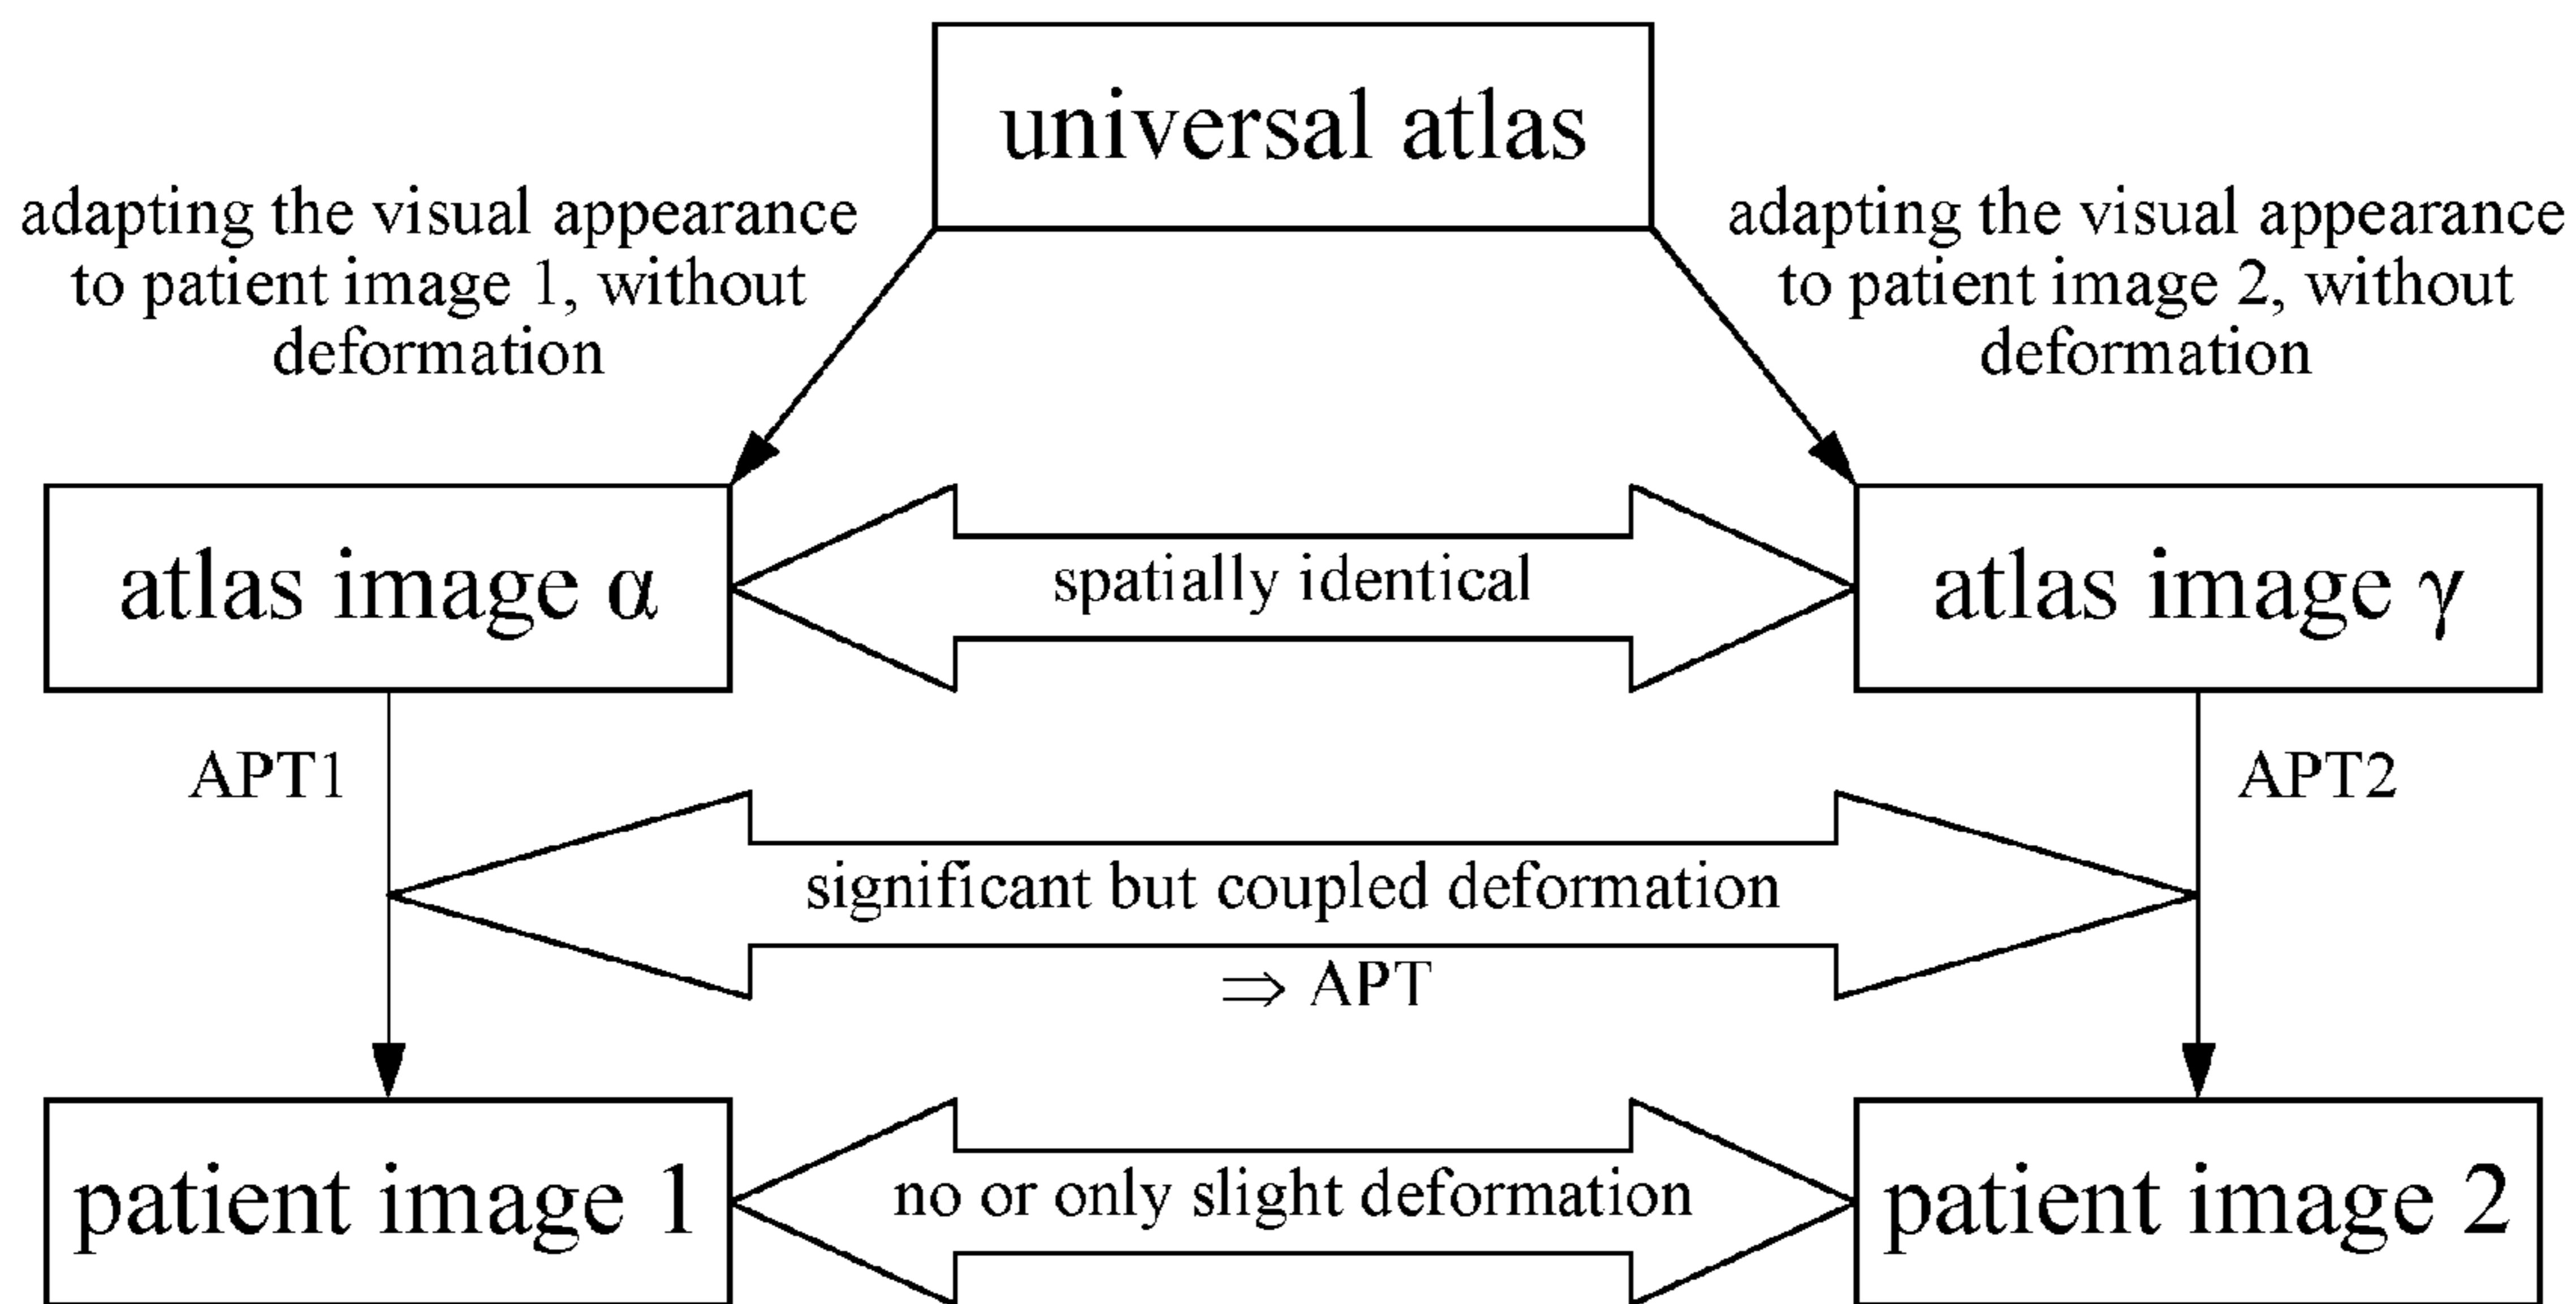 universal atlas
adapting the visual appearance
to patient image 1, without
deformation
adapting the visual appearance
to patient image 2, without
deformation
atlas image α
spatially identical
atlas image γ
APT1
APT2
significant but coupled deformation
⇒ APT
patient image 1
no or only slight deformation
patient image 2